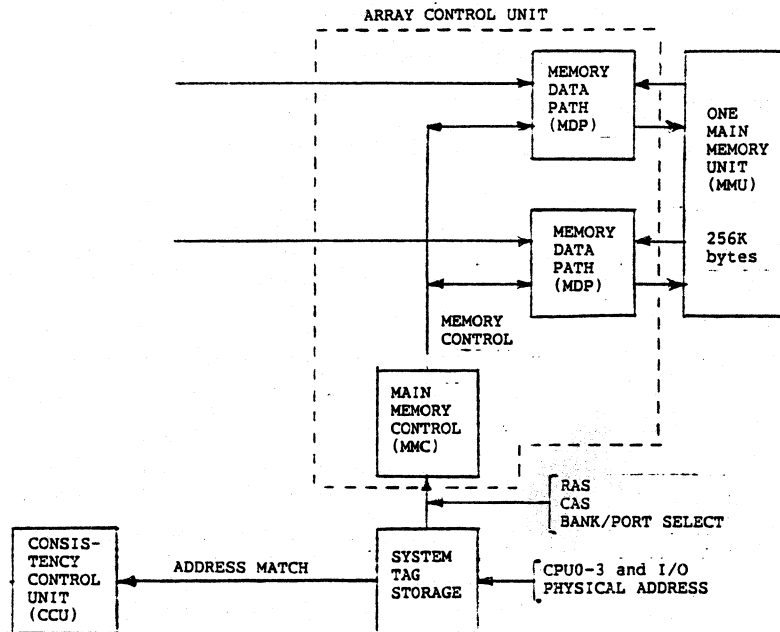 ARRAY CONTROL UNIT
MEMORY
DATA
PATH
(MDP)
ONE
MAIN
MEMORY
UNIT
(MMU)
256K
bytes
MEMORY
DATA
PATH
(MDP)
MEMORY
CONTROL
MAIN
MEMORY
CONTROL
(MMC)
RAS
CAS
BANK/PORT SELECT
CONSIS-
TENCY
CONTROL
UNIT
(CCU)
ADDRESS MATCH
SYSTEM
TAG
STORAGE
CPU0-3 and I/O
PHYSICAL ADDRESS